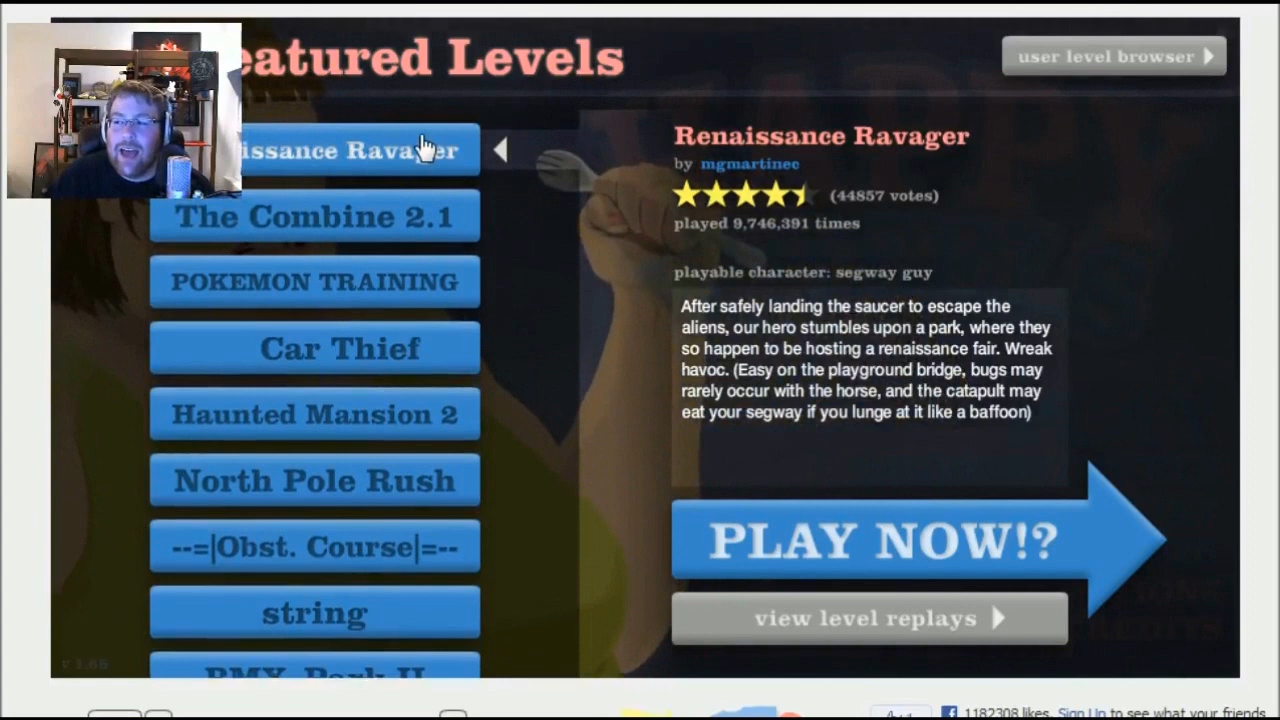 eatured Levels
user level browser
issance Ravager
The Combine 2.1
POKEMON TRAINING
Car Thief
Haunted Mansion 2
North Pole Rush
--=|Obst. Course|=--
string
BMX Park II
v 1.68
Renaissance Ravager
by mgmartinec
(44857 votes)
played 9,746,391 times
playable character: segway guy
After safely landing the saucer to escape the
aliens, our hero stumbles upon a park, where they
so happen to be hosting a renaissance fair. Wreak
havoc. (Easy on the playground bridge, bugs may
rarely occur with the horse, and the catapult may
eat your segway if you lunge at it like a baffoon)
PLAY NOW!?
view level replays
1182308 likes. Sign Up to see what your friends